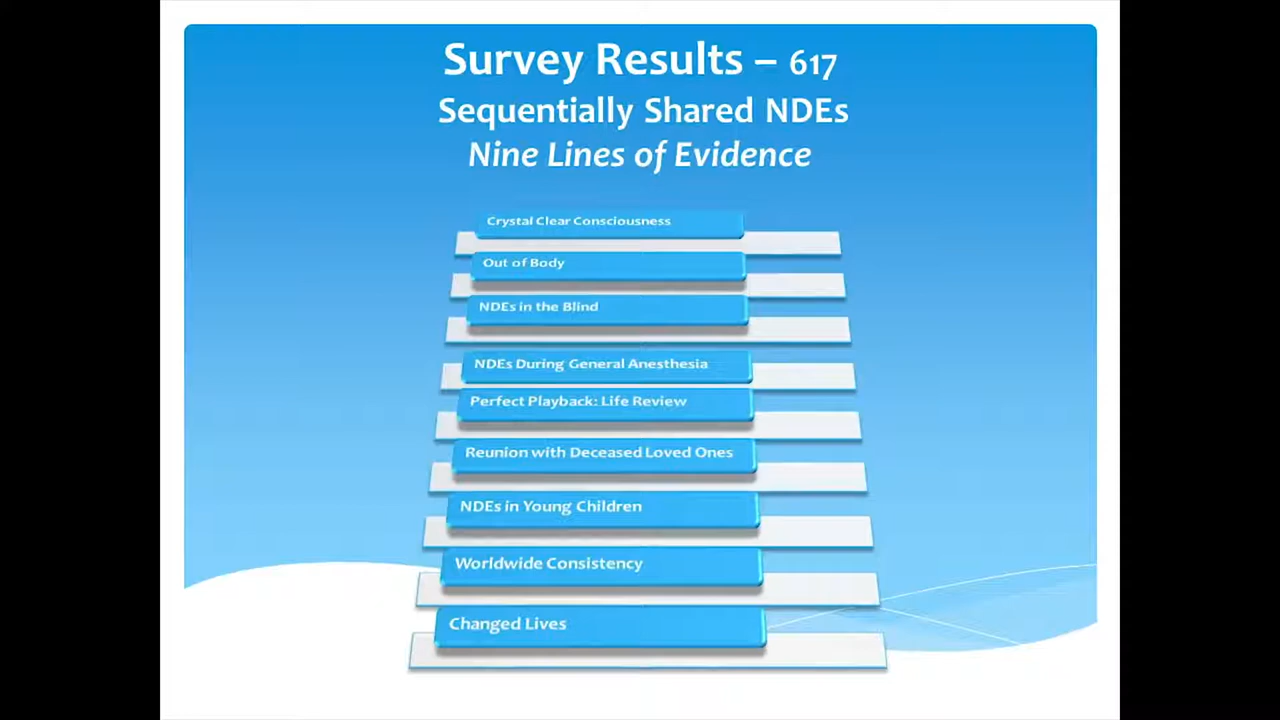 Survey Results – 617
Sequentially Shared NDEs
Nine Lines of Evidence
Crystal Clear Consciousness
Out of Body
NDEs in the Blind
NDEs During General Anesthesia
Perfect Playback: Life Review
Reunion with Deceased Loved Ones
NDEs in Young Children
Worldwide Consistency
Changed Lives